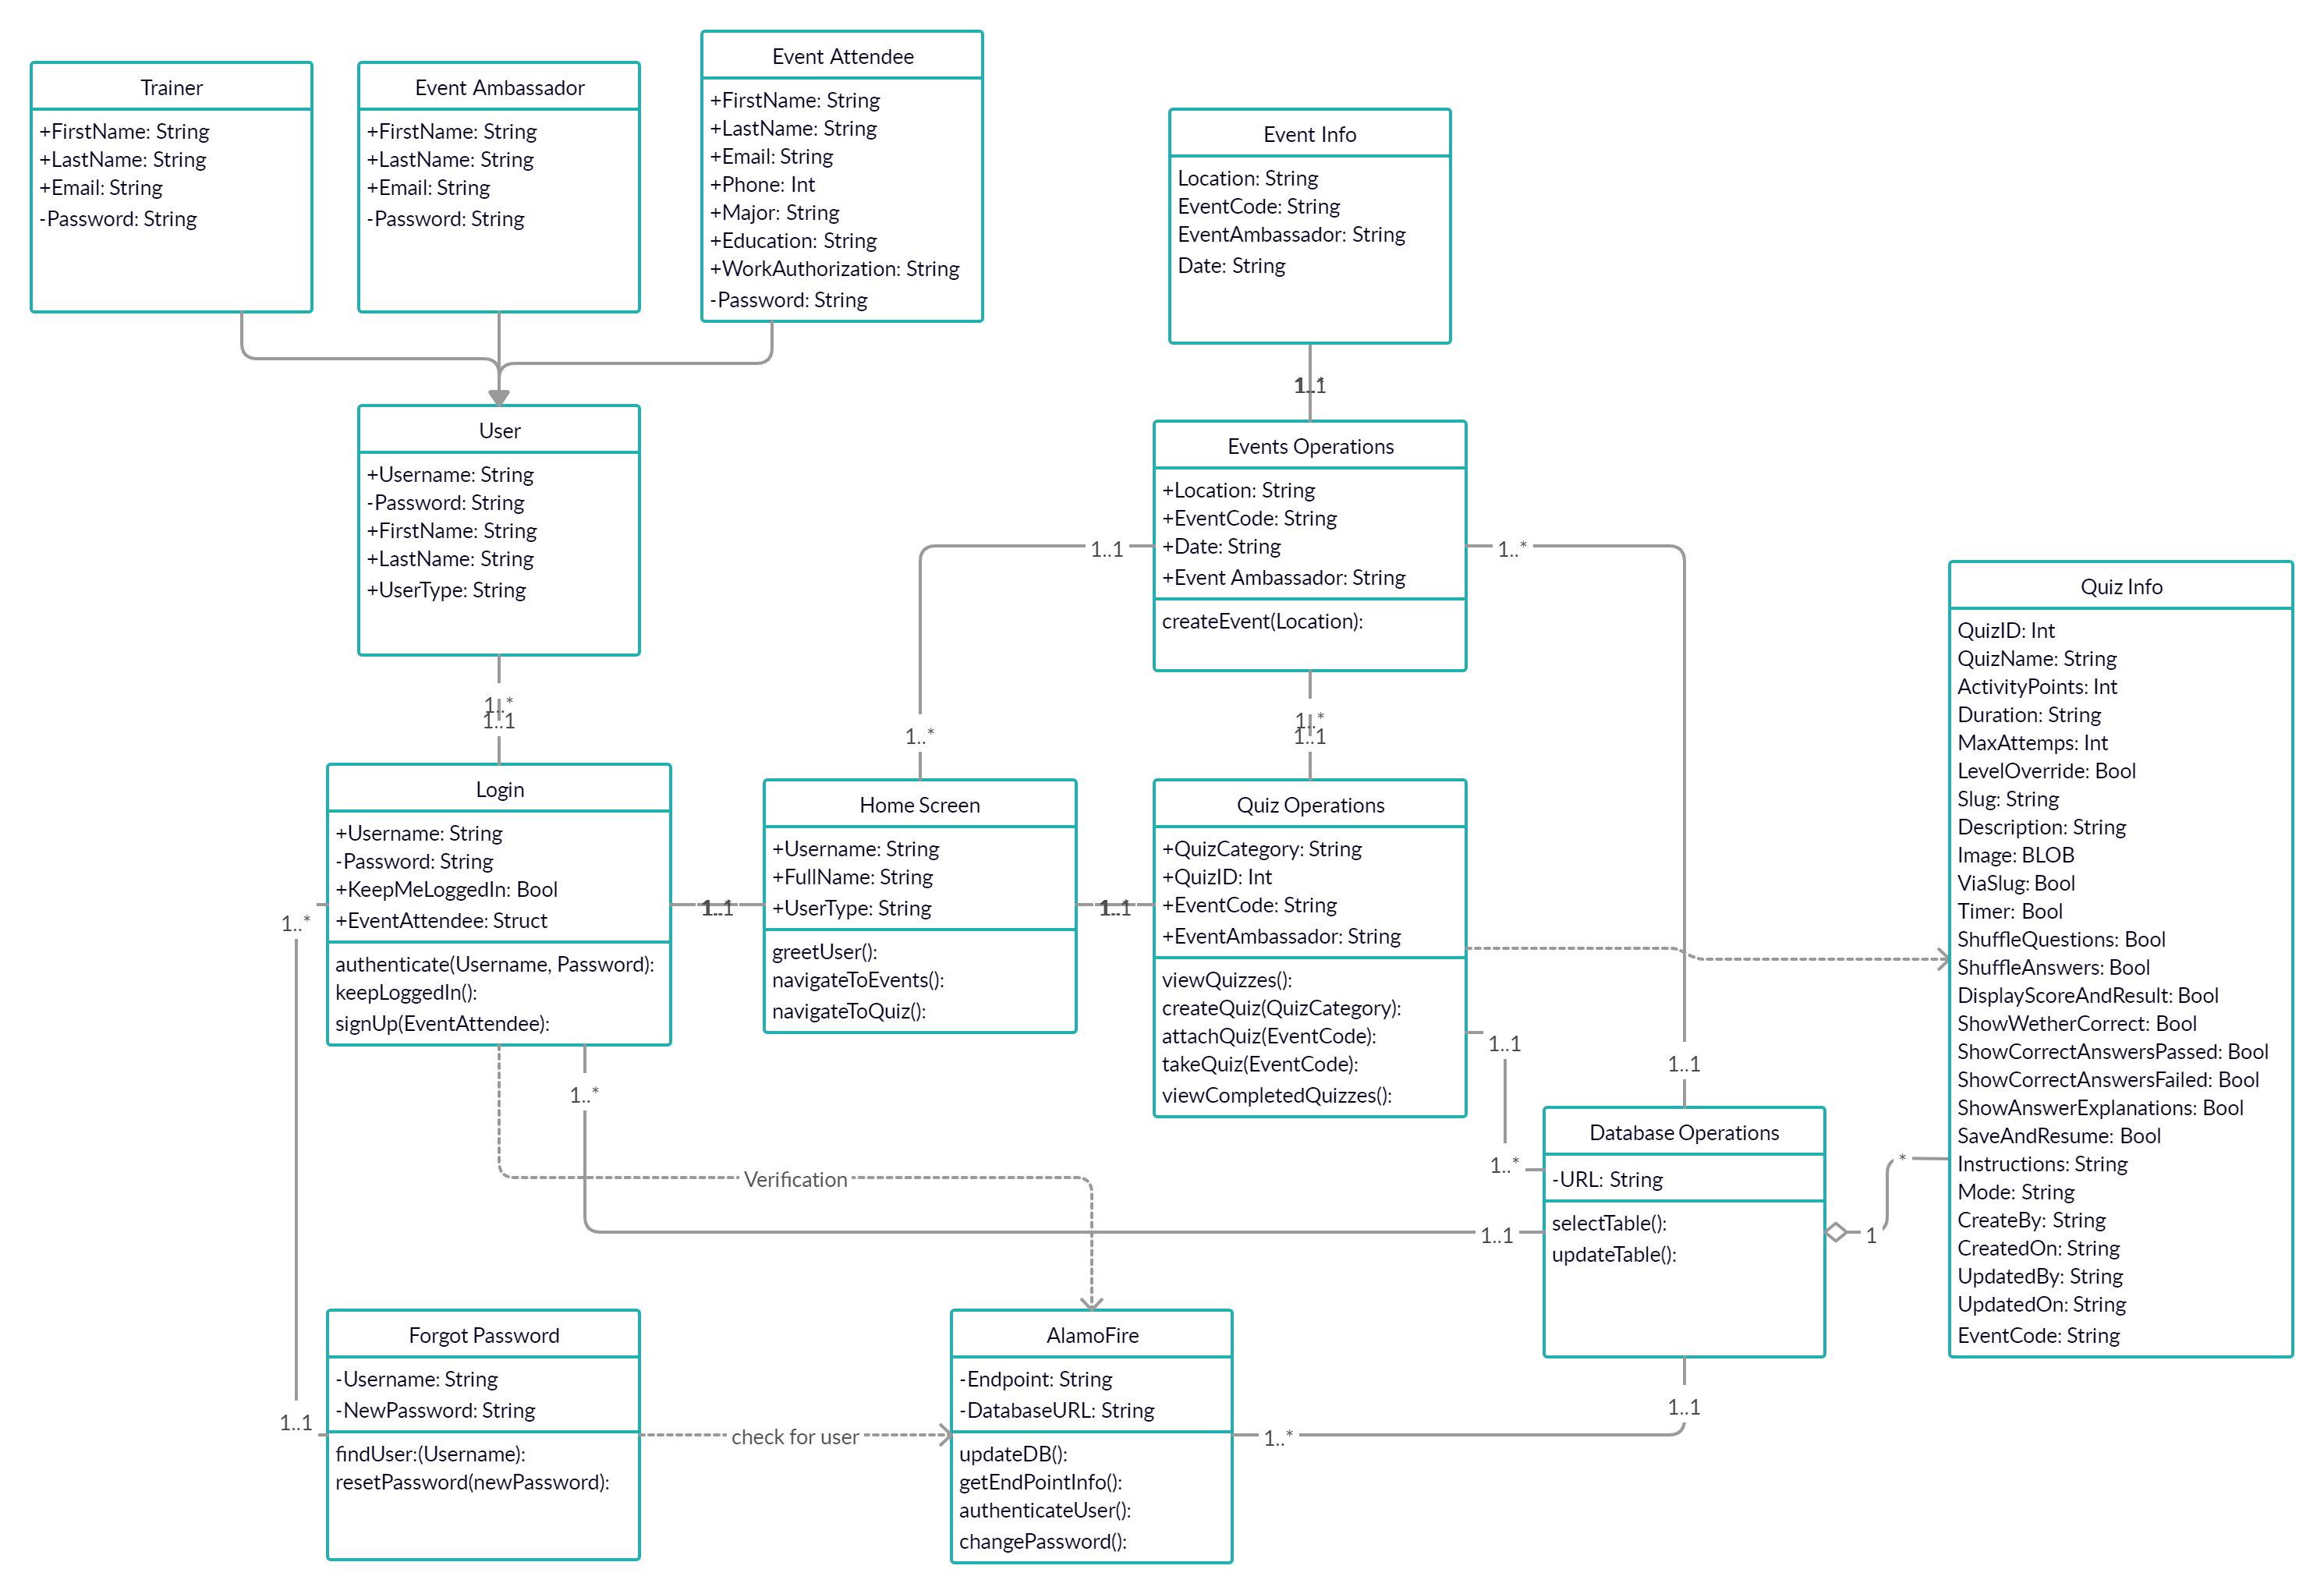 Trainer
+FirstName: String
+LastName: String
+Email: String
-Password: String
Event Ambassador
+FirstName: String
+LastName: String
+Email: String
-Password: String
Event Attendee
+FirstName: String
+LastName: String
+Email: String
+Phone: Int
+Major: String
+Education: String
+WorkAuthorization: String
-Password: String
Event Info
Location: String
EventCode: String
EventAmbassador: String
Date: String
User
+Username: String
-Password: String
+FirstName: String
+LastName: String
+UserType: String
1..1
Events Operations
+Location: String
+EventCode: String
+Date: String
+Event Ambassador: String
createEvent(Location):
1..1
1..*
1..*
1..1
1..*
1..*
1..1
Quiz Info
QuizID: Int
QuizName: String
ActivityPoints: Int
Duration: String
MaxAttemps: Int
LevelOverride: Bool
Slug: String
Description: String
Image: BLOB
ViaSlug: Bool
Timer: Bool
ShuffleQuestions: Bool
ShuffleAnswers: Bool
DisplayScoreAndResult: Bool
ShowWetherCorrect: Bool
ShowCorrectAnswersPassed: Bool
ShowCorrectAnswersFailed: Bool
ShowAnswerExplanations: Bool
SaveAndResume: Bool
Instructions: String
Mode: String
CreateBy: String
CreatedOn: String
UpdatedBy: String
UpdatedOn: String
EventCode: String
Login
+Username: String
-Password: String
+KeepMeLoggedIn: Bool
+EventAttendee: Struct
authenticate(Username, Password):
keepLoggedIn():
signUp(EventAttendee):
1..1
Home Screen
+Username: String
+FullName: String
+UserType: String
greetUser():
navigateToEvents():
navigateToQuiz():
1..1
Quiz Operations
+QuizCategory: String
+QuizID: Int
+EventCode: String
+EventAmbassador: String
viewQuizzes():
createQuiz(QuizCategory):
attachQuiz(EventCode):
takeQuiz(EventCode):
viewCompletedQuizzes():
1..*
1..*
1..1
1..*
1..1
Database Operations
-URL: String
selectTable():
updateTable():
*
1
Verification
1..1
1..1
1..1
Forgot Password
-Username: String
-NewPassword: String
findUser:(Username):
resetPassword(newPassword):
check for user
AlamoFire
-Endpoint: String
-DatabaseURL: String
updateDB():
getEndPointInfo():
authenticateUser():
changePassword():
1..*